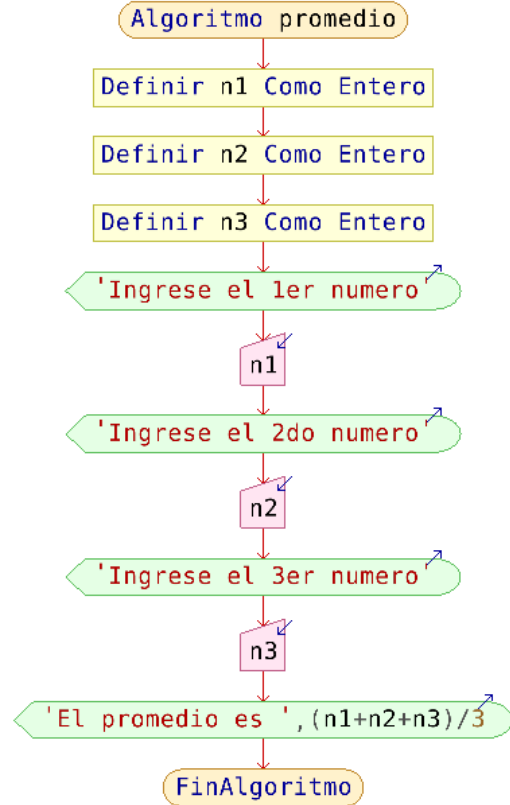 Algoritmo promedio
Definir n1 Como Entero
Definir n2 Como Entero
Definir n3 Como Entero
'Ingrese el 1er numero'
n1
'Ingrese el 2do numero'
n2
'Ingrese el 3er numero'
n3
'El promedio es ',(n1+n2+n3)/3
FinAlgoritmo